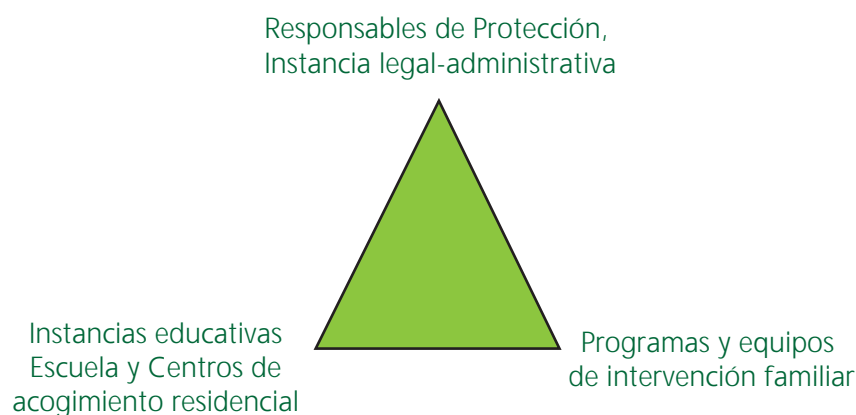 Responsables de Protección,
Instancia legal-administrativa
Instancias educativas
Escuela y Centros de
acogimiento residencial
Programas y equipos
de intervención familiar